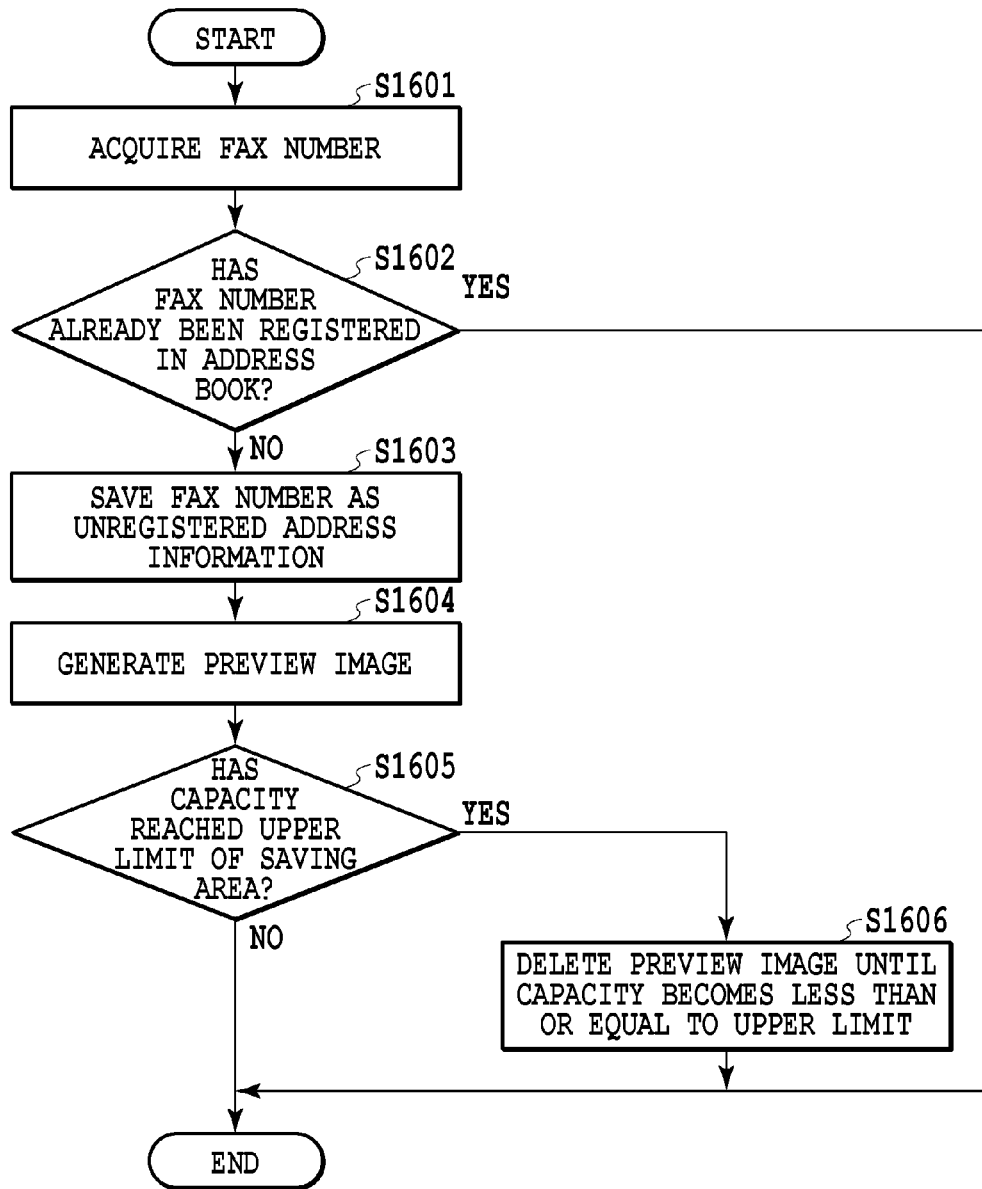 START
S1601
ACQUIRE FAX NUMBER
S1602
HAS
FAX NUMBER
ALREADY BEEN REGISTERED
IN ADDRESS
BOOK?
YES
NO
S1603
SAVE FAX NUMBER AS
UNREGISTERED ADDRESS
INFORMATION
S1604
GENERATE PREVIEW IMAGE
S1605
HAS
CAPACITY
REACHED UPPER
LIMIT OF SAVING
AREA?
YES
NO
S1606
DELETE PREVIEW IMAGE UNTIL
CAPACITY BECOMES LESS THAN
OR EQUAL TO UPPER LIMIT
END